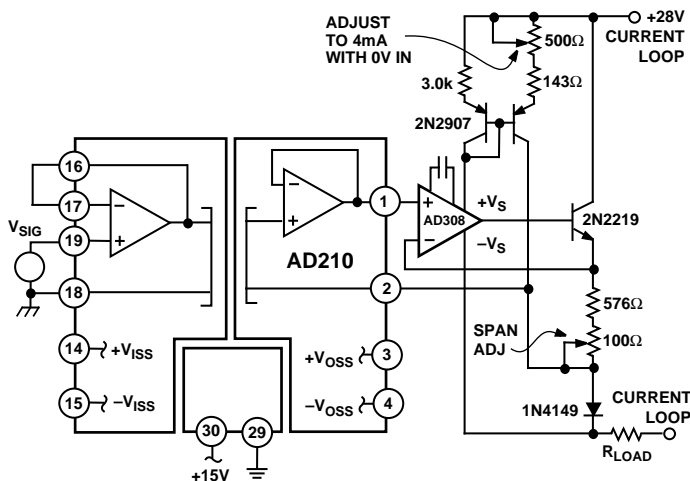 ADJUST
TO 4mA
WITH 0V IN
500Ω
+28V
CURRENT
LOOP
3.0k
143Ω
2N2907
16
17
19
18
14
15
VSIG
+VISS
–VISS
–
+
–
+
AD210
1
2
3
4
+VOSS
–VOSS
30
29
+15V
+
AD308
–
+VS
–VS
2N2219
576Ω
SPAN
ADJ
100Ω
1N4149
CURRENT
LOOP
RLOAD